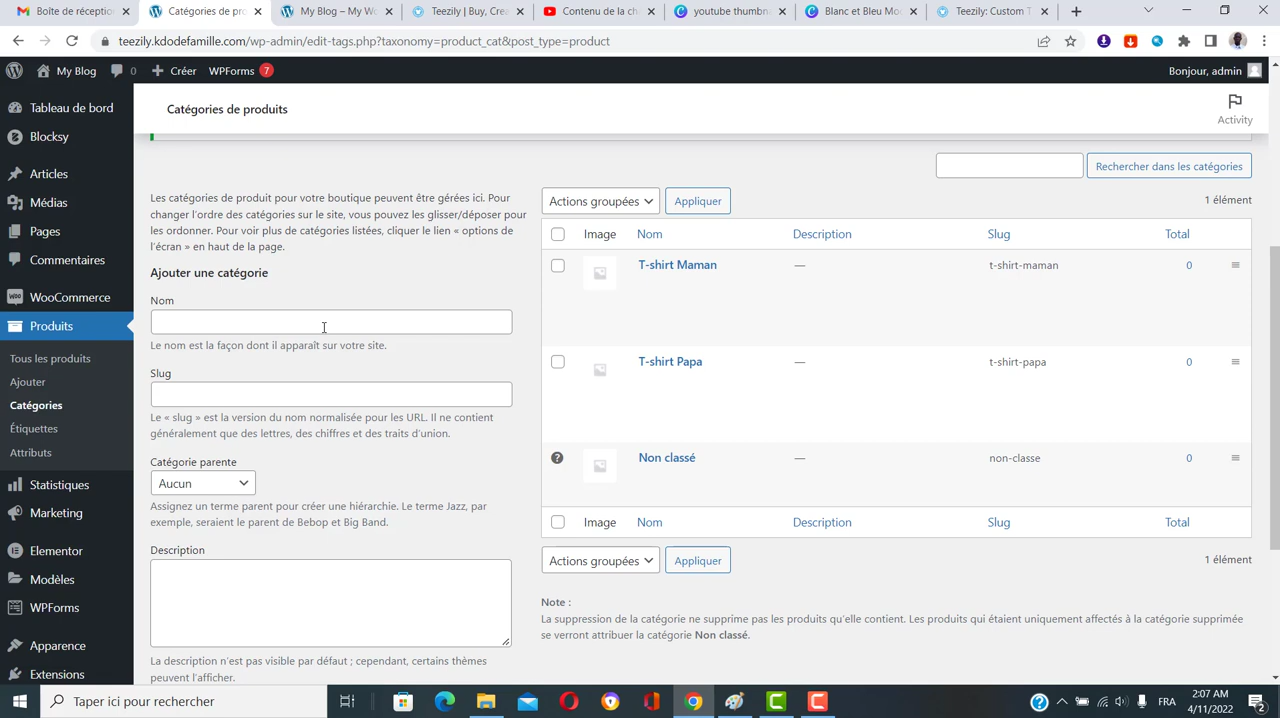 Boîte de réceptio
Catégories de pro
My Blog – My Wo
Teezily | Buy, Crea
Contenu de la cha
youtube thumbna
Blanc et Bleu Mod
Teezily: Custom T
teezily.kdodefamille.com/wp-admin/edit-tags.php?taxonomy=product_cat&post_type=product
My Blog 0 Créer WPForms 7
Bonjour, admin
Catégories de produits
Activity
Tableau de bord
Blocksy
Articles
Médias
Pages
Commentaires
WooCommerce
Produits
Tous les produits
Ajouter
Catégories
Étiquettes
Attributs
Statistiques
Marketing
Elementor
Modèles
WPForms
Apparence
Extensions
Rechercher dans les catégories
Les catégories de produit pour votre boutique peuvent être gérées ici. Pour
changer l'ordre des catégories sur le site, vous pouvez les glisser/déposer pour
les ordonner. Pour voir plus de catégories listées, cliquer le lien « options de
l'écran » en haut de la page.
Ajouter une catégorie
Nom
Le nom est la façon dont il apparaît sur votre site.
Slug
Le « slug » est la version du nom normalisée pour les URL. Il ne contient
généralement que des lettres, des chiffres et des traits d'union.
Catégorie parente
Aucun
Assignez un terme parent pour créer une hiérarchie. Le terme Jazz, par
exemple, seraient le parent de Bebop et Big Band.
Description
La description n'est pas visible par défaut ; cependant, certains thèmes
peuvent l'afficher.
Actions groupées Appliquer 1 élément
Image Nom Description Slug Total
T-shirt Maman — t-shirt-maman 0
T-shirt Papa — t-shirt-papa 0
? Non classé — non-classe 0
Image Nom Description Slug Total
Actions groupées Appliquer 1 élément
Note :
La suppression de la catégorie ne supprime pas les produits qu'elle contient. Les produits qui étaient uniquement affectés à la catégorie supprimée
se verront attribuer la catégorie Non classé.
Taper ici pour rechercher
FRA
2:07 AM
4/11/2022
2